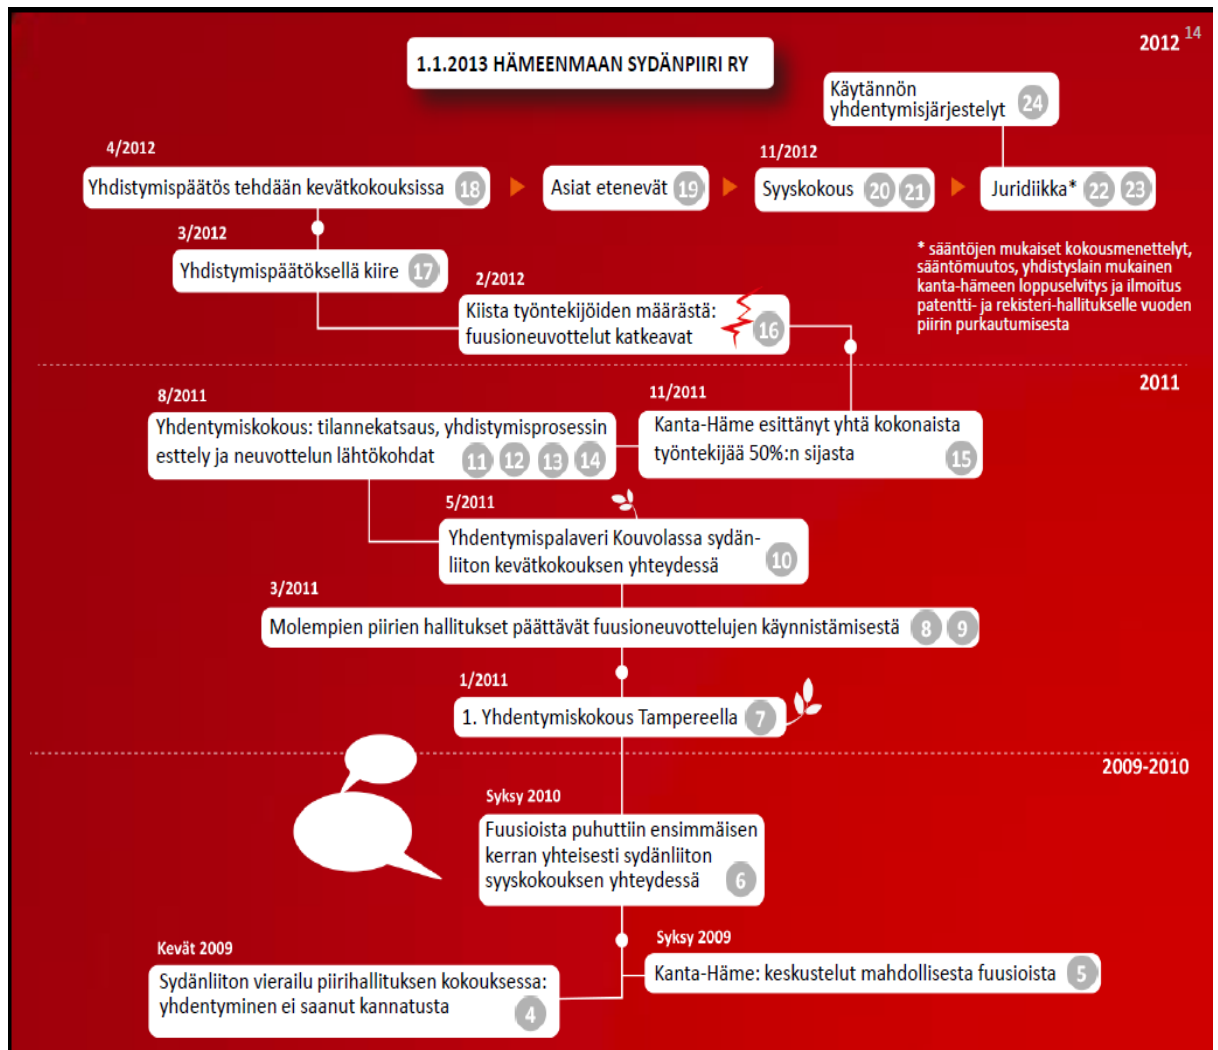 14
2012
1.1.2013 HÄMEENMAAN SYDÄNPIIRI RY
Käytännön
yhdentymisjärjestelyt 24
4/2012
Yhdistymispäätös tehdään kevätkokouksissa 18
Asiat etenevät 19
11/2012
Syyskokous 20 21
Juridiikka* 22 23
3/2012
Yhdistymispäätöksellä kiire 17
* sääntöjen mukaiset kokousmenettelyt,
sääntömuutos, yhdistyslain mukainen
kanta-hämeen loppuselvitys ja ilmoitus
patentti- ja rekisteri-hallitukselle vuoden
piirin purkautumisesta
2/2012
Kiista työntekijöiden määrästä:
fuusioneuvottelut katkeavat 16
2011
8/2011
Yhdentymiskokous: tilannekatsaus, yhdistymisprosessin
esttely ja neuvottelun lähtökohdat 11 12 13 14
11/2011
Kanta-Häme esittänyt yhtä kokonaista
työntekijää 50%:n sijasta 15
5/2011
Yhdentymispalaveri Kouvolassa sydän-
liiton kevätkokouksen yhteydessä 10
3/2011
Molempien piirien hallitukset päättävät fuusioneuvottelujen käynnistämisestä 8 9
1/2011
1. Yhdentymiskokous Tampereella 7
2009-2010
Syksy 2010
Fuusioista puhuttiin ensimmäisen
kerran yhteisesti sydänliiton
syyskokouksen yhteydessä 6
Kevät 2009
Sydänliiton vierailu piirihallituksen kokouksessa:
yhdentyminen ei saanut kannatusta 4
Syksy 2009
Kanta-Häme: keskustelut mahdollisesta fuusioista 5